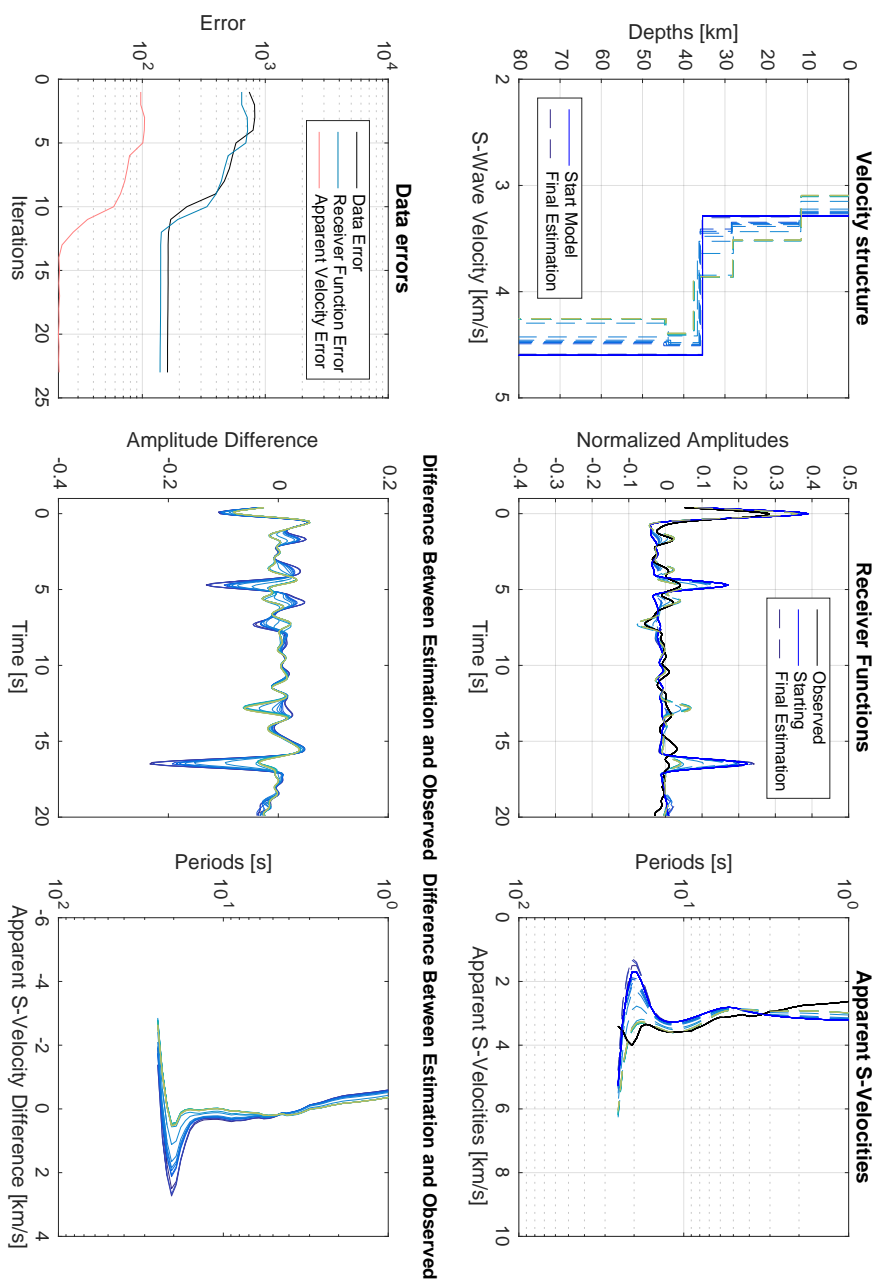 Velocity structure
Depths [km]
0
10
20
30
40
50
60
70
80
2
3
4
5
S-Wave Velocity [km/s]
Start Model
Final Estimation
Receiver Functions
Normalized Amplitudes
0.5
0.4
0.3
0.2
0.1
0
-0.1
-0.2
-0.3
-0.4
0
5
10
15
20
Time [s]
Observed
Starting
Final Estimation
Apparent S-Velocities
Periods [s]
10^0
10^1
10^2
0
2
4
6
8
10
Apparent S-Velocities [km/s]
Data errors
Error
10^4
10^3
10^2
0
5
10
15
20
25
Iterations
Data Error
Receiver Function Error
Apparent Velocity Error
Difference Between Estimation and Observed
Amplitude Difference
0.2
0
-0.2
-0.4
0
5
10
15
20
Time [s]
Difference Between Estimation and Observed
Periods [s]
10^0
10^1
10^2
-6
-4
-2
0
2
4
Apparent S-Velocity Difference [km/s]